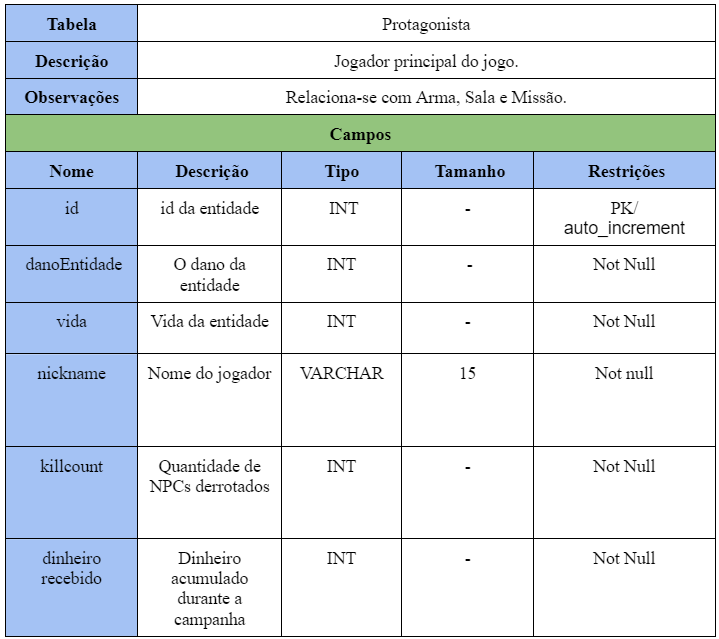 Tabela Protagonista
Descrição Jogador principal do jogo.
Observações Relaciona-se com Arma, Sala e Missão.
Campos
Nome Descrição Tipo Tamanho Restrições
id id da entidade INT - PK/
auto_increment
danoEntidade O dano da INT - Not Null
entidade
vida Vida da entidade INT - Not Null
nickname Nome do jogador VARCHAR 15 Not null
killcount Quantidade de INT - Not Null
NPCs derrotados
dinheiro Dinheiro INT - Not Null
recebido acumulado
durante a
campanha